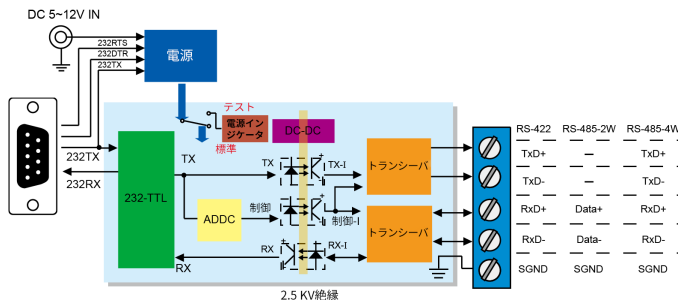 DC 5~12V IN
232RTS
232DTR
232TX
電源
テスト
電源イン
ジケータ
DC-DC
標準
232TX
232RX
232-TTL
TX
ADDC
制御
RX
TX
TX-I
制御-I
RX
RX-I
トランシーバ
トランシーバ
2.5 KV絶縁
RS-422 RS-485-2W RS-485-4W
TxD+ – TxD+
TxD- – TxD-
RxD+ Data+ RxD+
RxD- Data- RxD-
SGND SGND SGND